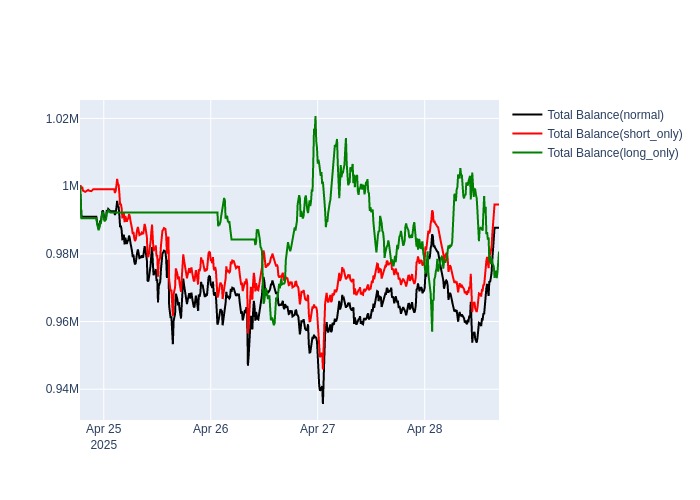 1.02M
1M
0.98M
0.96M
0.94M
Apr 25
2025
Apr 26
Apr 27
Apr 28
Total Balance(normal)
Total Balance(short_only)
Total Balance(long_only)